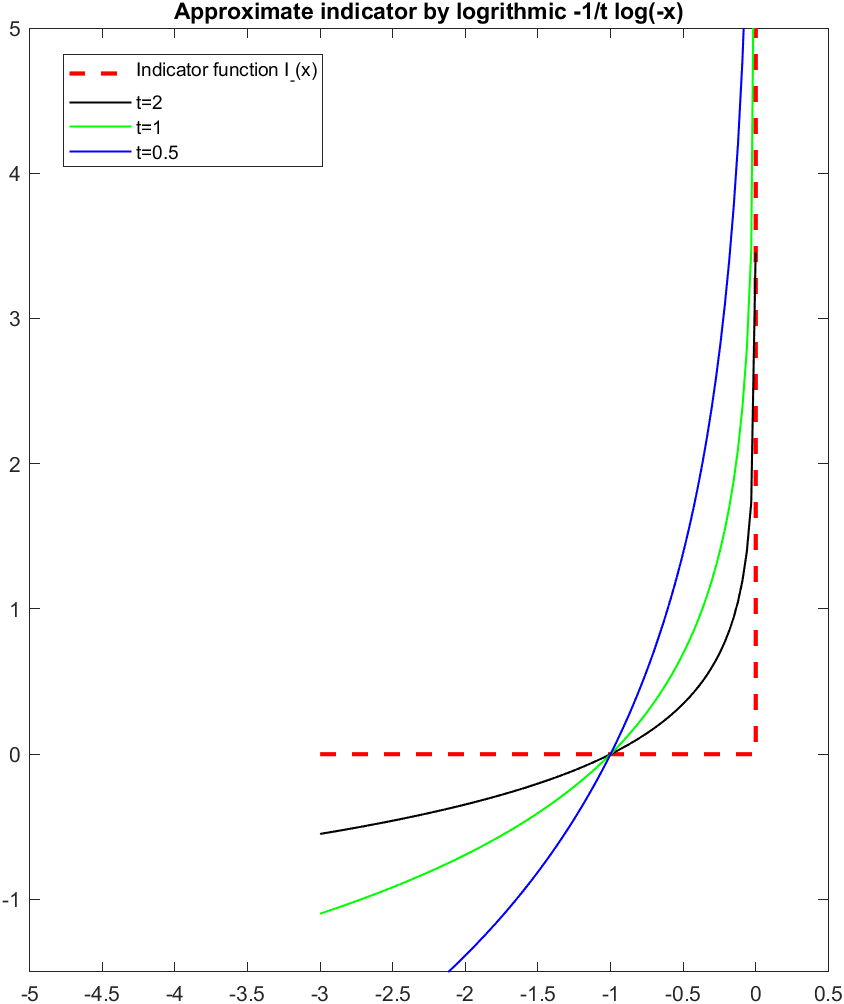 Approximate indicator by logrithmic -1/t log(-x)
Indicator function I_(x)
t=2
t=1
t=0.5
5
4
3
2
1
0
-1
-5 -4.5 -4 -3.5 -3 -2.5 -2 -1.5 -1 -0.5 0 0.5